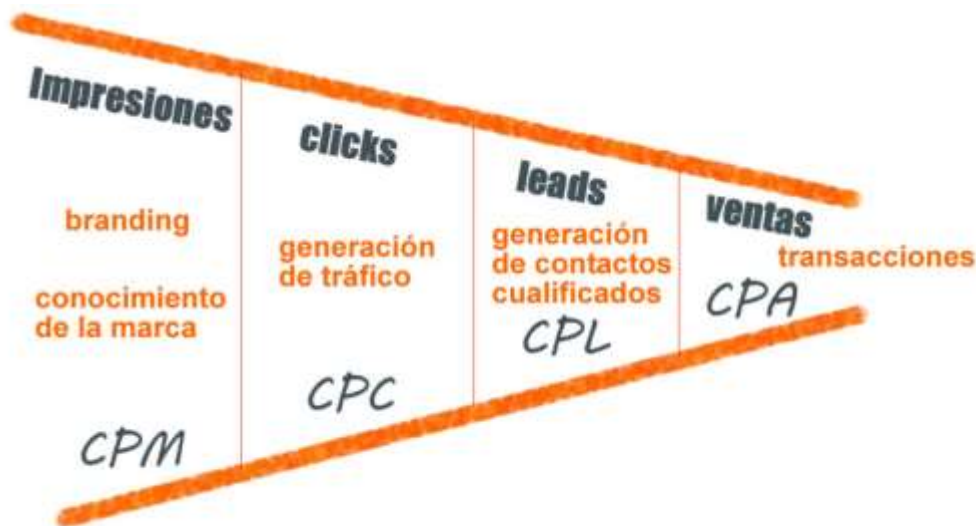 Impresiones
branding
conocimiento
de la marca
CPM
clicks
generación
de tráfico
CPC
leads
generación
de contactos
cualificados
CPL
ventas
transacciones
CPA